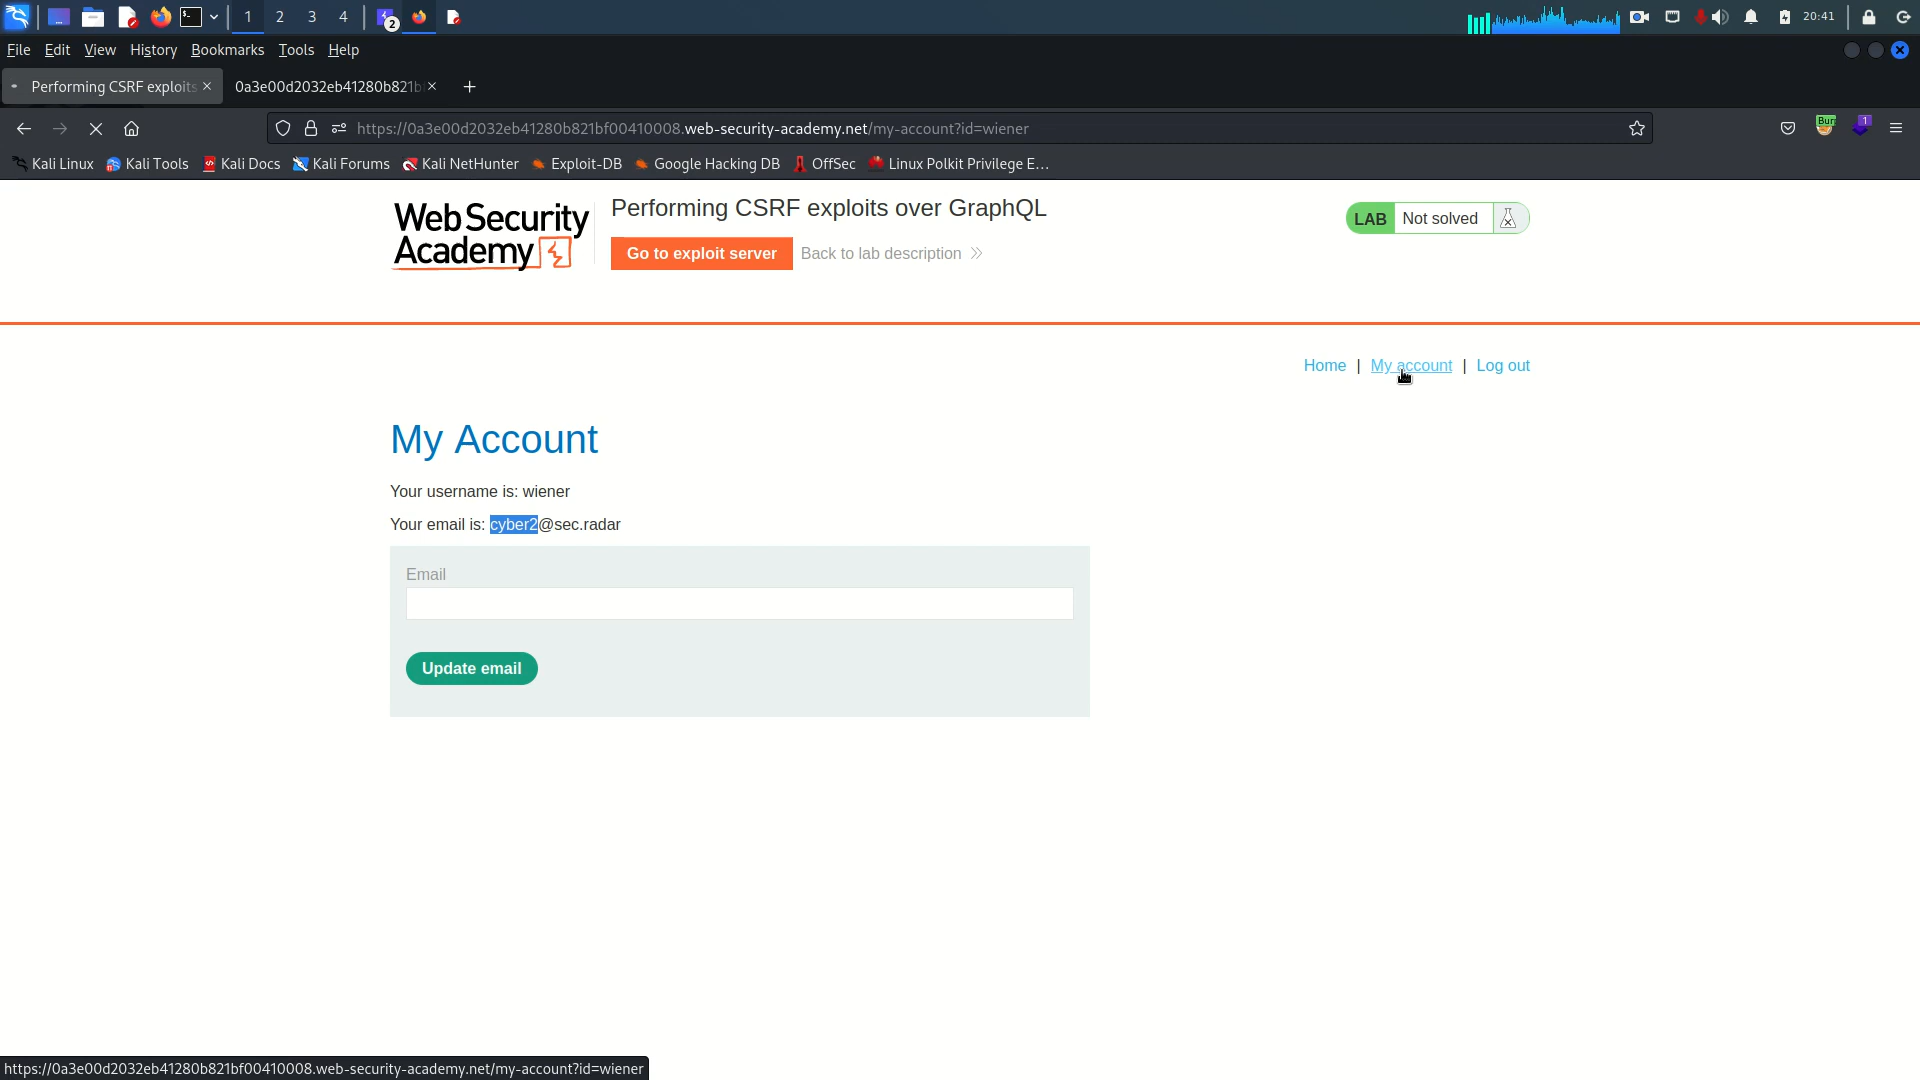 1 2 3 4 2 20:41
File Edit View History Bookmarks Tools Help
Performing CSRF exploits 0a3e00d2032eb41280b821b
https://0a3e00d2032eb41280b821bf00410008.web-security-academy.net/my-account?id=wiener Bur 1
Kali Linux Kali Tools Kali Docs Kali Forums Kali NetHunter Exploit-DB Google Hacking DB OffSec Linux Polkit Privilege E…
WebSecurity
Academy
Performing CSRF exploits over GraphQL
Go to exploit server Back to lab description
LAB Not solved
Home | My account | Log out
My Account
Your username is: wiener
Your email is: cyber2@sec.radar
Email
Update email
https://0a3e00d2032eb41280b821bf00410008.web-security-academy.net/my-account?id=wiener